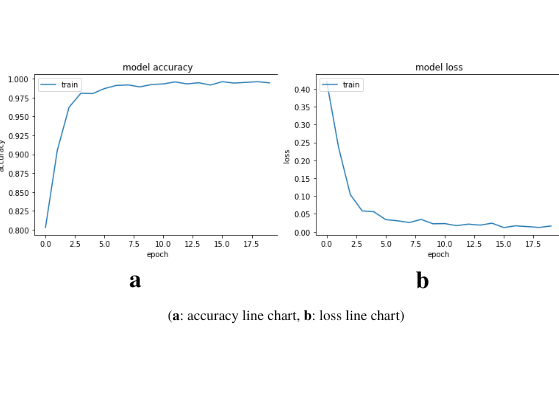 model accuracy
train
1.000
0.975
0.950
0.925
0.900
0.875
0.850
0.825
0.800
accuracy
0.0 2.5 5.0 7.5 10.0 12.5 15.0 17.5
epoch
a
model loss
train
0.40
0.35
0.30
0.25
0.20
0.15
0.10
0.05
0.00
loss
0.0 2.5 5.0 7.5 10.0 12.5 15.0 17.5
epoch
b
(a: accuracy line chart, b: loss line chart)